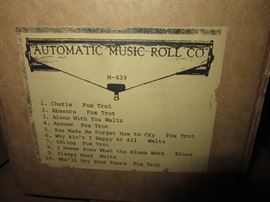 AUTOMATIC MUSIC ROLL CO
M-439
1. Cherie Fox Trot
2. Absence Fox Trot
3. Alone With You Waltz
4. Answer Fox Trot
5. You Made Me Forget How to Cry Fox Trot
6. Why Ain't I Happy At All Waltz
7. Idling Fox Trot
8. I Never Knew What the Blues Were Blues
9. Sleepy Head Waltz
10. Who'll Dry Your Tears Fox Trot